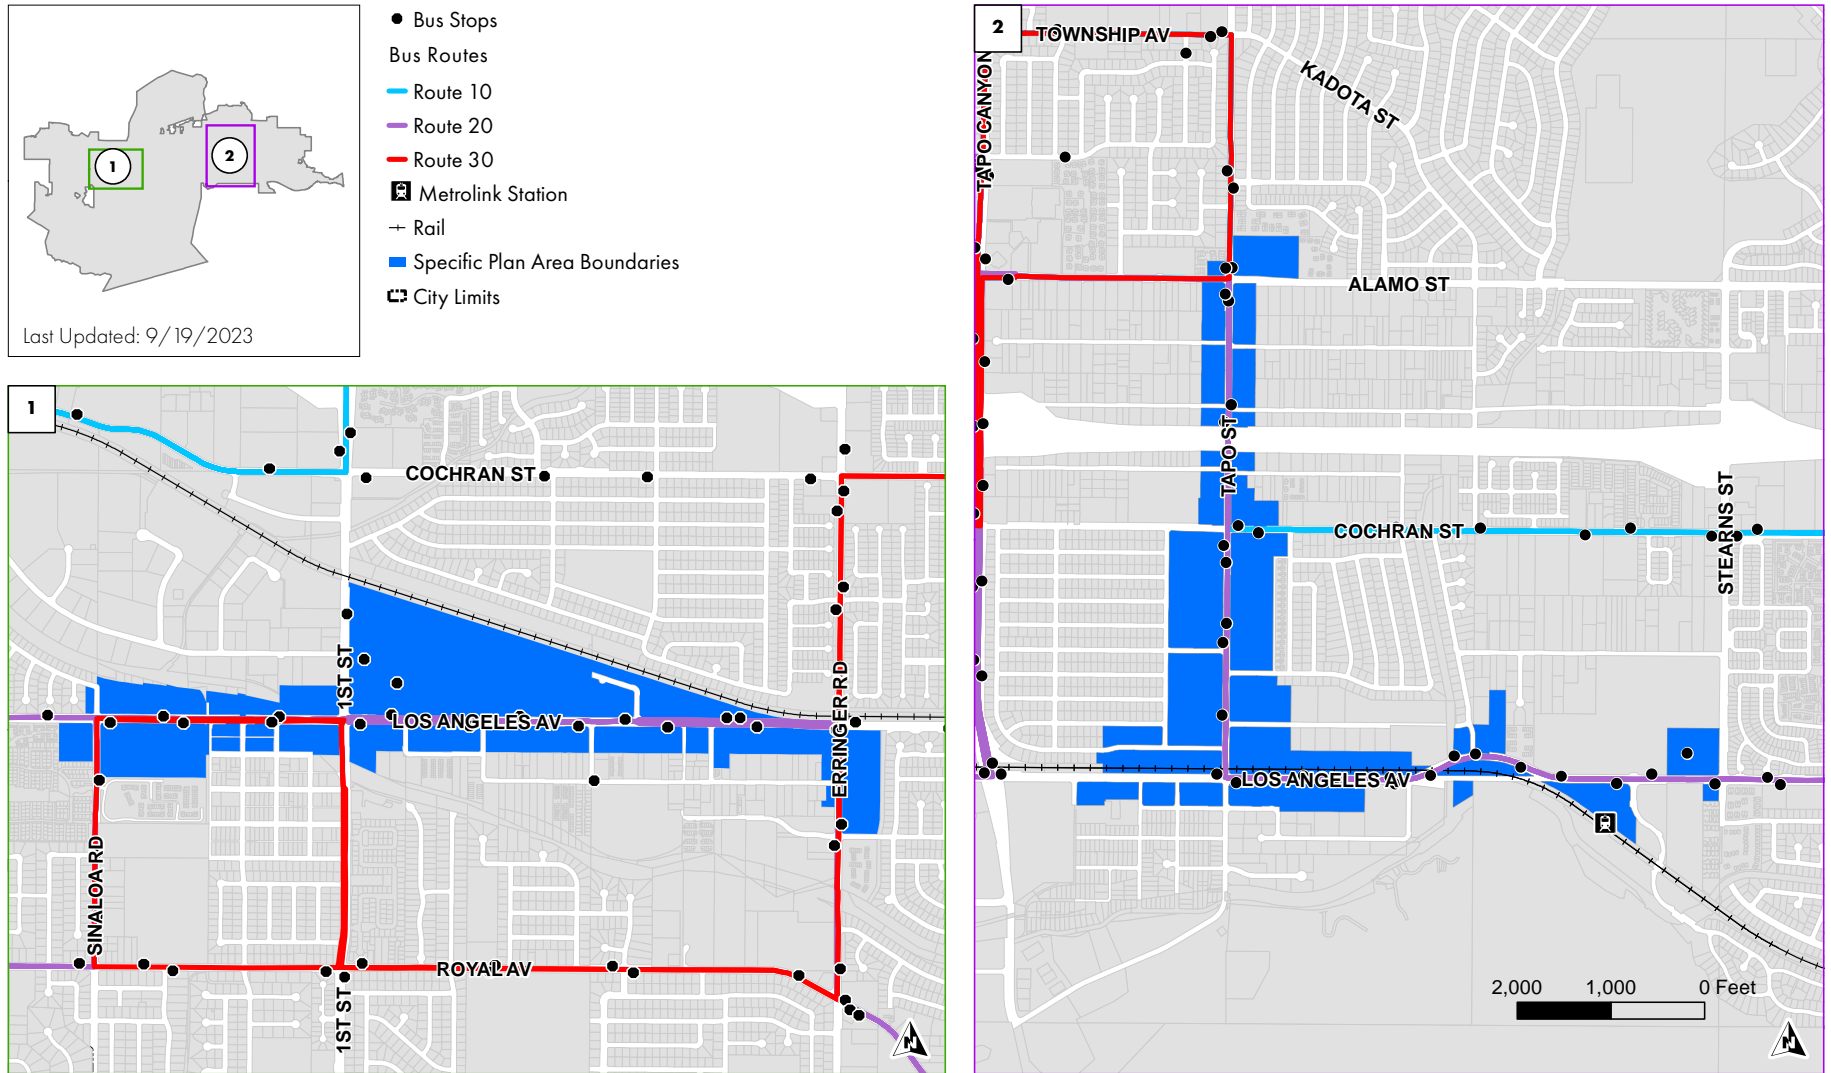 1
2
Last Updated: 9/19/2023
Bus Stops
Bus Routes
Route 10
Route 20
Route 30
Metrolink Station
Rail
Specific Plan Area Boundaries
City Limits
1
COCHRAN ST
1ST ST
LOS ANGELES AV
ERRINGER RD
SINALOA RD
ROYAL AV
1ST ST
N
2
TOWNSHIP AV
TAPO CANYON
KADOTA ST
ALAMO ST
TAPO ST
COCHRAN ST
STEARNS ST
LOS ANGELES AV
2,000 1,000 0 Feet
N